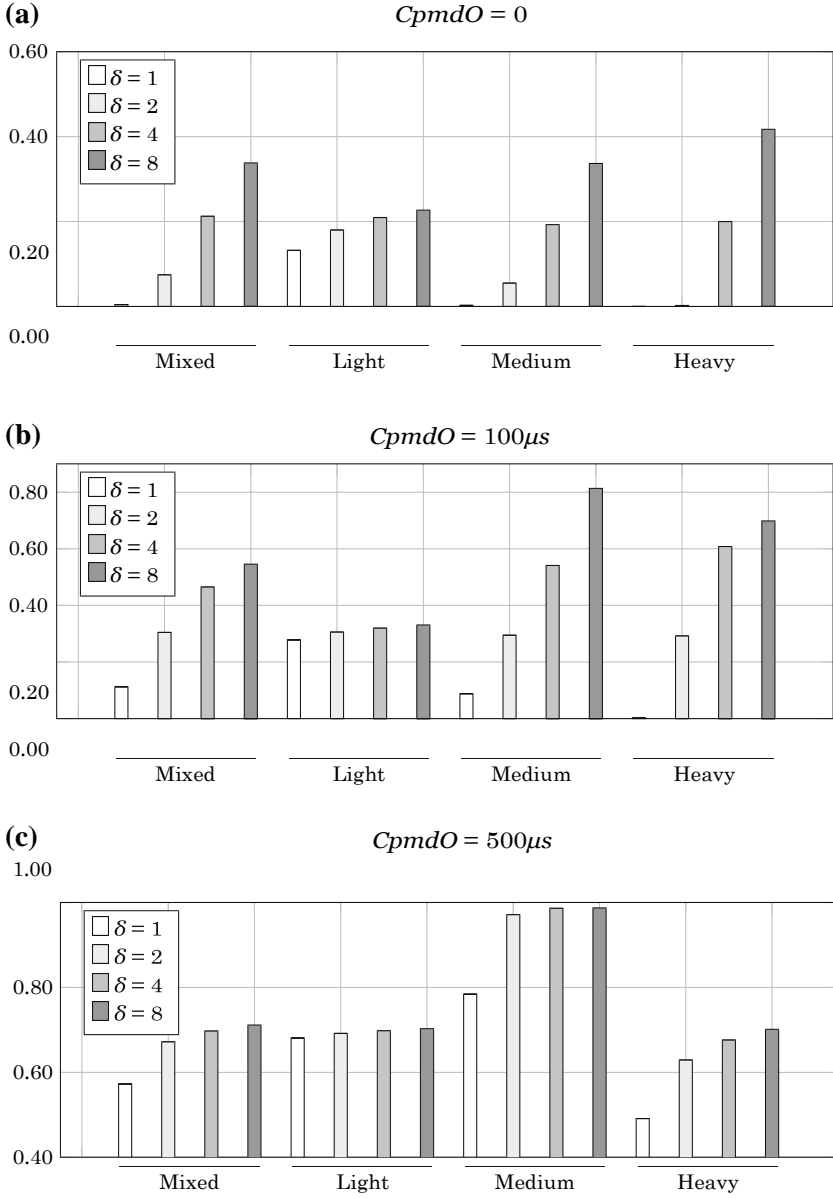 (a)
CpmdO = 0
0.60
δ = 1
δ = 2
0.40
δ = 4
δ = 8
0.20
0.00
Mixed Light Medium Heavy
(b)
CpmdO = 100μs
δ = 1
0.80
δ = 2
δ = 4
0.60
δ = 8
0.40
0.20
0.00
Mixed Light Medium Heavy
(c)
CpmdO = 500μs
1.00
δ = 1
δ = 2
δ = 4
0.80
δ = 8
0.60
0.40
Mixed Light Medium Heavy